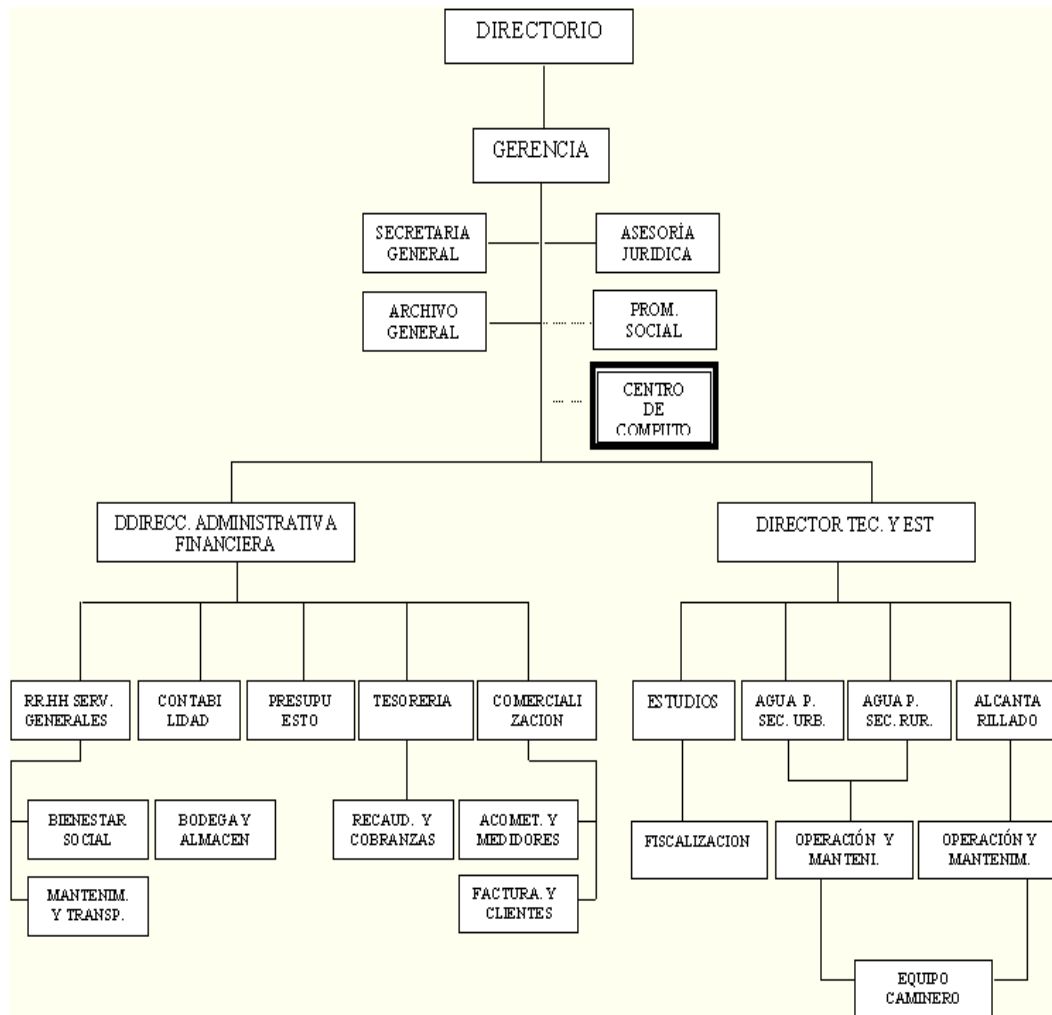 DIRECTORIO
GERENCIA
SECRETARIA
GENERAL
ASESORÍA
JURIDICA
ARCHIVO
GENERAL
PROM.
SOCIAL
CENTRO
DE
COMPUTO
DDIRECC. ADMINISTRATIVA
FINANCIERA
DIRECTOR TEC. Y EST
RR.HH SERV.
GENERALES
CONTABI
LIDAD
PRESUPU
ESTO
TESORERIA
COMERCIALI
ZACION
ESTUDIOS
AGUA P.
SEC. URB.
AGUA P.
SEC. RUR.
ALCANTA
RILLADO
BIENESTAR
SOCIAL
BODEGA Y
ALMACEN
RECAUD. Y
COBRANZAS
ACOMET. Y
MEDIDORES
FISCALIZACION
OPERACIÓN Y
MANTENI.
OPERACIÓN Y
MANTENIM.
MANTENIM.
Y TRANSP.
FACTURA. Y
CLIENTES
EQUIPO
CAMINERO